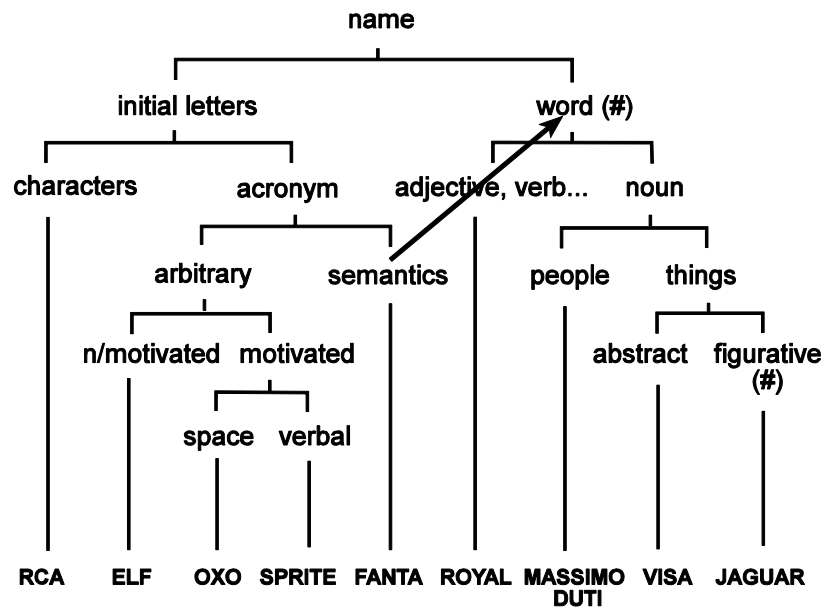 name
initial letters word (#)
characters acronym adjective, verb... noun
arbitrary semantics people things
n/motivated motivated abstract figurative
(#)
space verbal
RCA ELF OXO SPRITE FANTA ROYAL MASSIMO VISA JAGUAR
DUTI